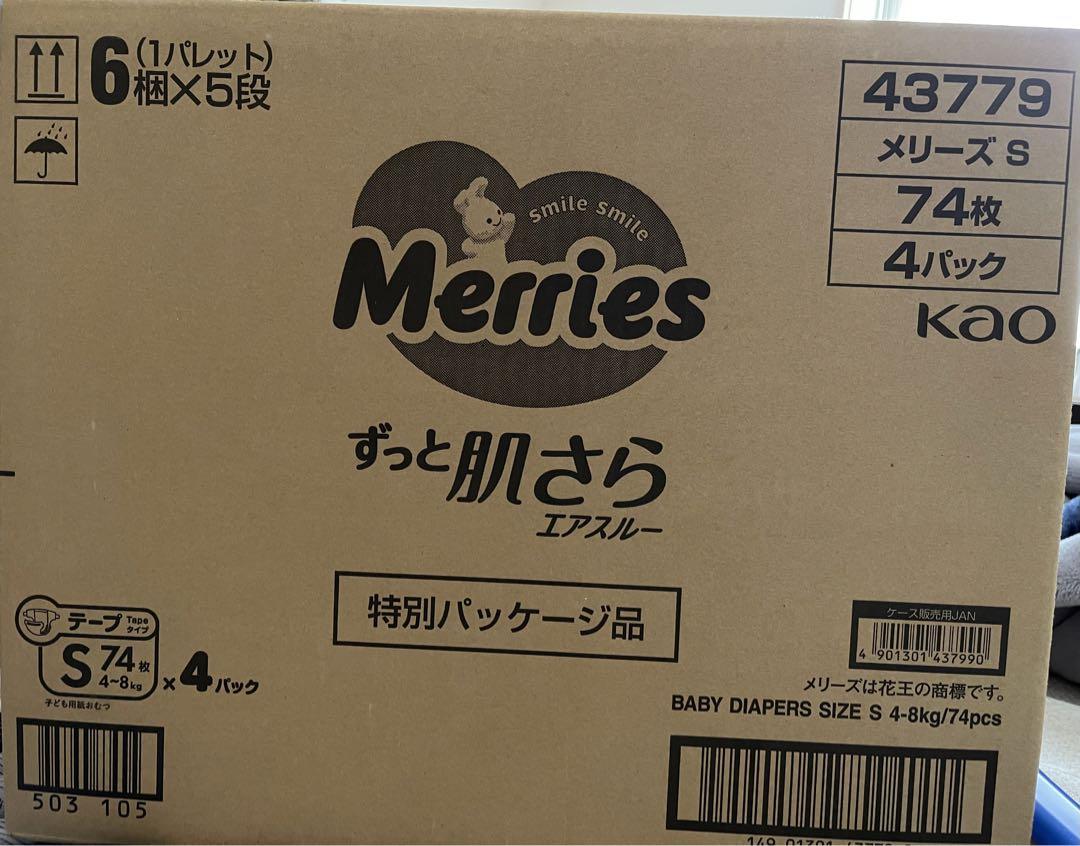 6(1パレット)
梱×5段
43779
メリーズ S
74枚
4パック
Kao
smile smile
Merries
ずっと肌さら
エアスルー
特別パッケージ品
テープ Tape
タイプ
S 74枚
4~8kg
×4パック
子ども用紙おむつ
503 105
ケース販売用JAN
4 901301 437990
メリーズは花王の商標です。
BABY DIAPERS SIZE S 4-8kg/74pcs